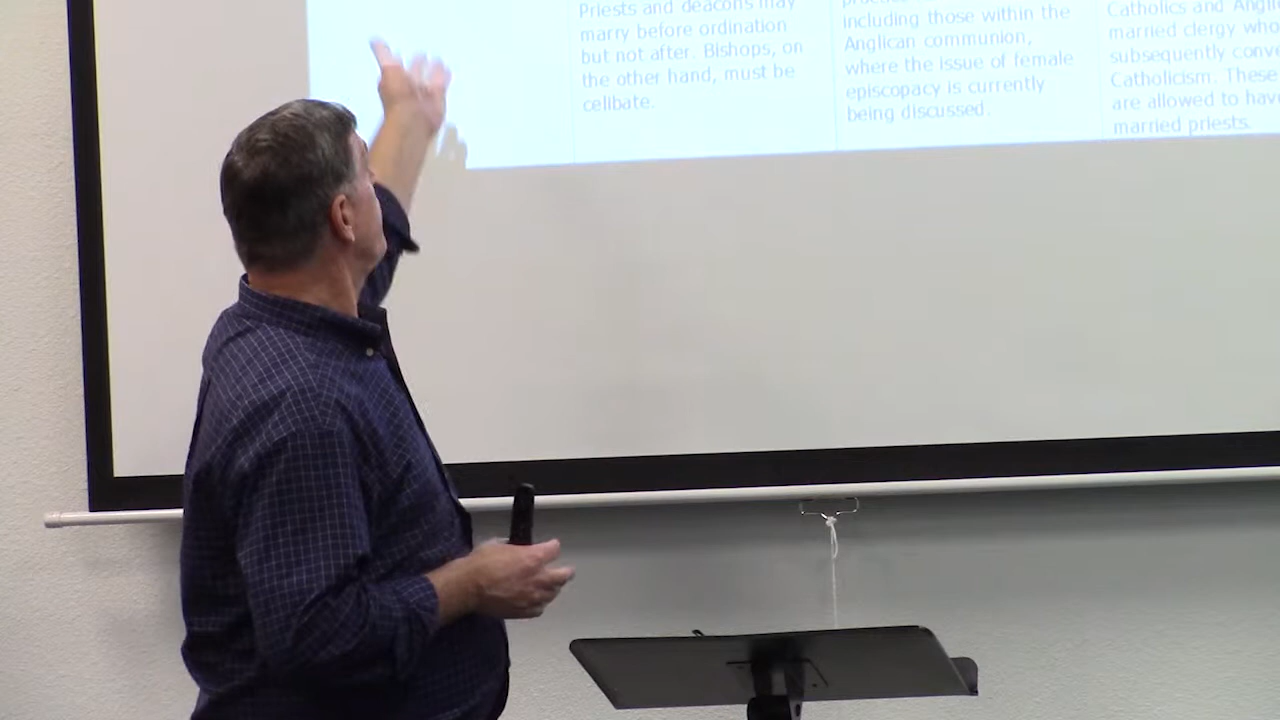 Priests and deacons may
marry before ordination
but not after. Bishops, on
the other hand, must be
celibate.
including those within the
Anglican communion,
where the issue of female
episcopacy is currently
being discussed.
Catholics and
married clergy who
subsequently
Catholicism. These
are allowed to have
married priests.